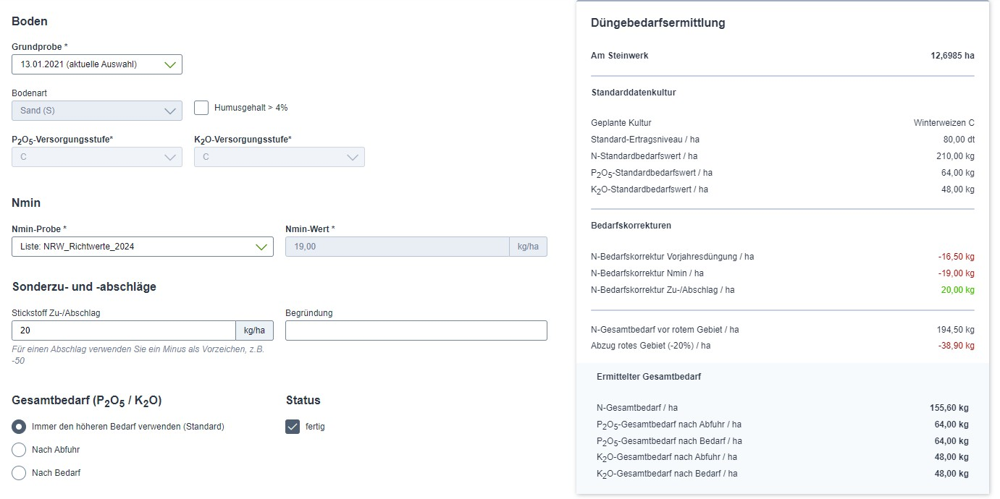 Boden
Grundprobe *
13.01.2021 (aktuelle Auswahl)
Bodenart
Sand (S)
Humusgehalt > 4%
P2O5-Versorgungsstufe*
K2O-Versorgungsstufe*
C
C
Nmin
Nmin-Probe *
Nmin-Wert *
Liste: NRW_Richtwerte_2024
19,00 kg/ha
Sonderzu- und -abschläge
Stickstoff Zu-/Abschlag
Begründung
20 kg/ha
Für einen Abschlag verwenden Sie ein Minus als Vorzeichen, z.B.
-50
Gesamtbedarf (P2O5 / K2O)
Status
Immer den höheren Bedarf verwenden (Standard)
fertig
Nach Abfuhr
Nach Bedarf
Düngebedarfsermittlung
Am Steinwerk 12,6985 ha
Standarddatenkultur
Geplante Kultur Winterweizen C
Standard-Ertragsniveau / ha 80,00 dt
N-Standardbedarfswert / ha 210,00 kg
P2O5-Standardbedarfswert / ha 64,00 kg
K2O-Standardbedarfswert / ha 48,00 kg
Bedarfskorrekturen
N-Bedarfskorrektur Vorjahresdüngung / ha -16,50 kg
N-Bedarfskorrektur Nmin / ha -19,00 kg
N-Bedarfskorrektur Zu-/Abschlag / ha 20,00 kg
N-Gesamtbedarf vor rotem Gebiet / ha 194,50 kg
Abzug rotes Gebiet (-20%) / ha -38,90 kg
Ermittelter Gesamtbedarf
N-Gesamtbedarf / ha 155,60 kg
P2O5-Gesamtbedarf nach Abfuhr / ha 64,00 kg
P2O5-Gesamtbedarf nach Bedarf / ha 64,00 kg
K2O-Gesamtbedarf nach Abfuhr / ha 48,00 kg
K2O-Gesamtbedarf nach Bedarf / ha 48,00 kg